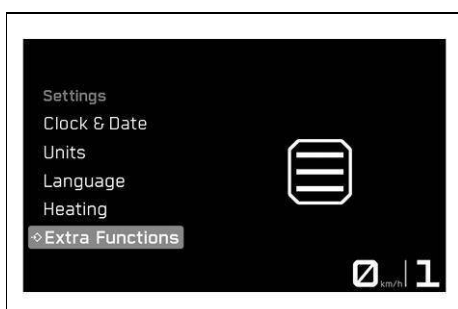 Settings
Clock & Date
Units
Language
Heating
Extra Functions
0 km/h 1